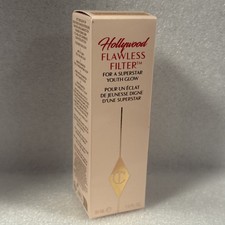 Hollywood
FLAWLESS
FILTER™
FOR A SUPERSTAR
YOUTH GLOW
POUR UN ÉCLAT
DE JEUNESSE DIGNE
D'UNE SUPERSTAR